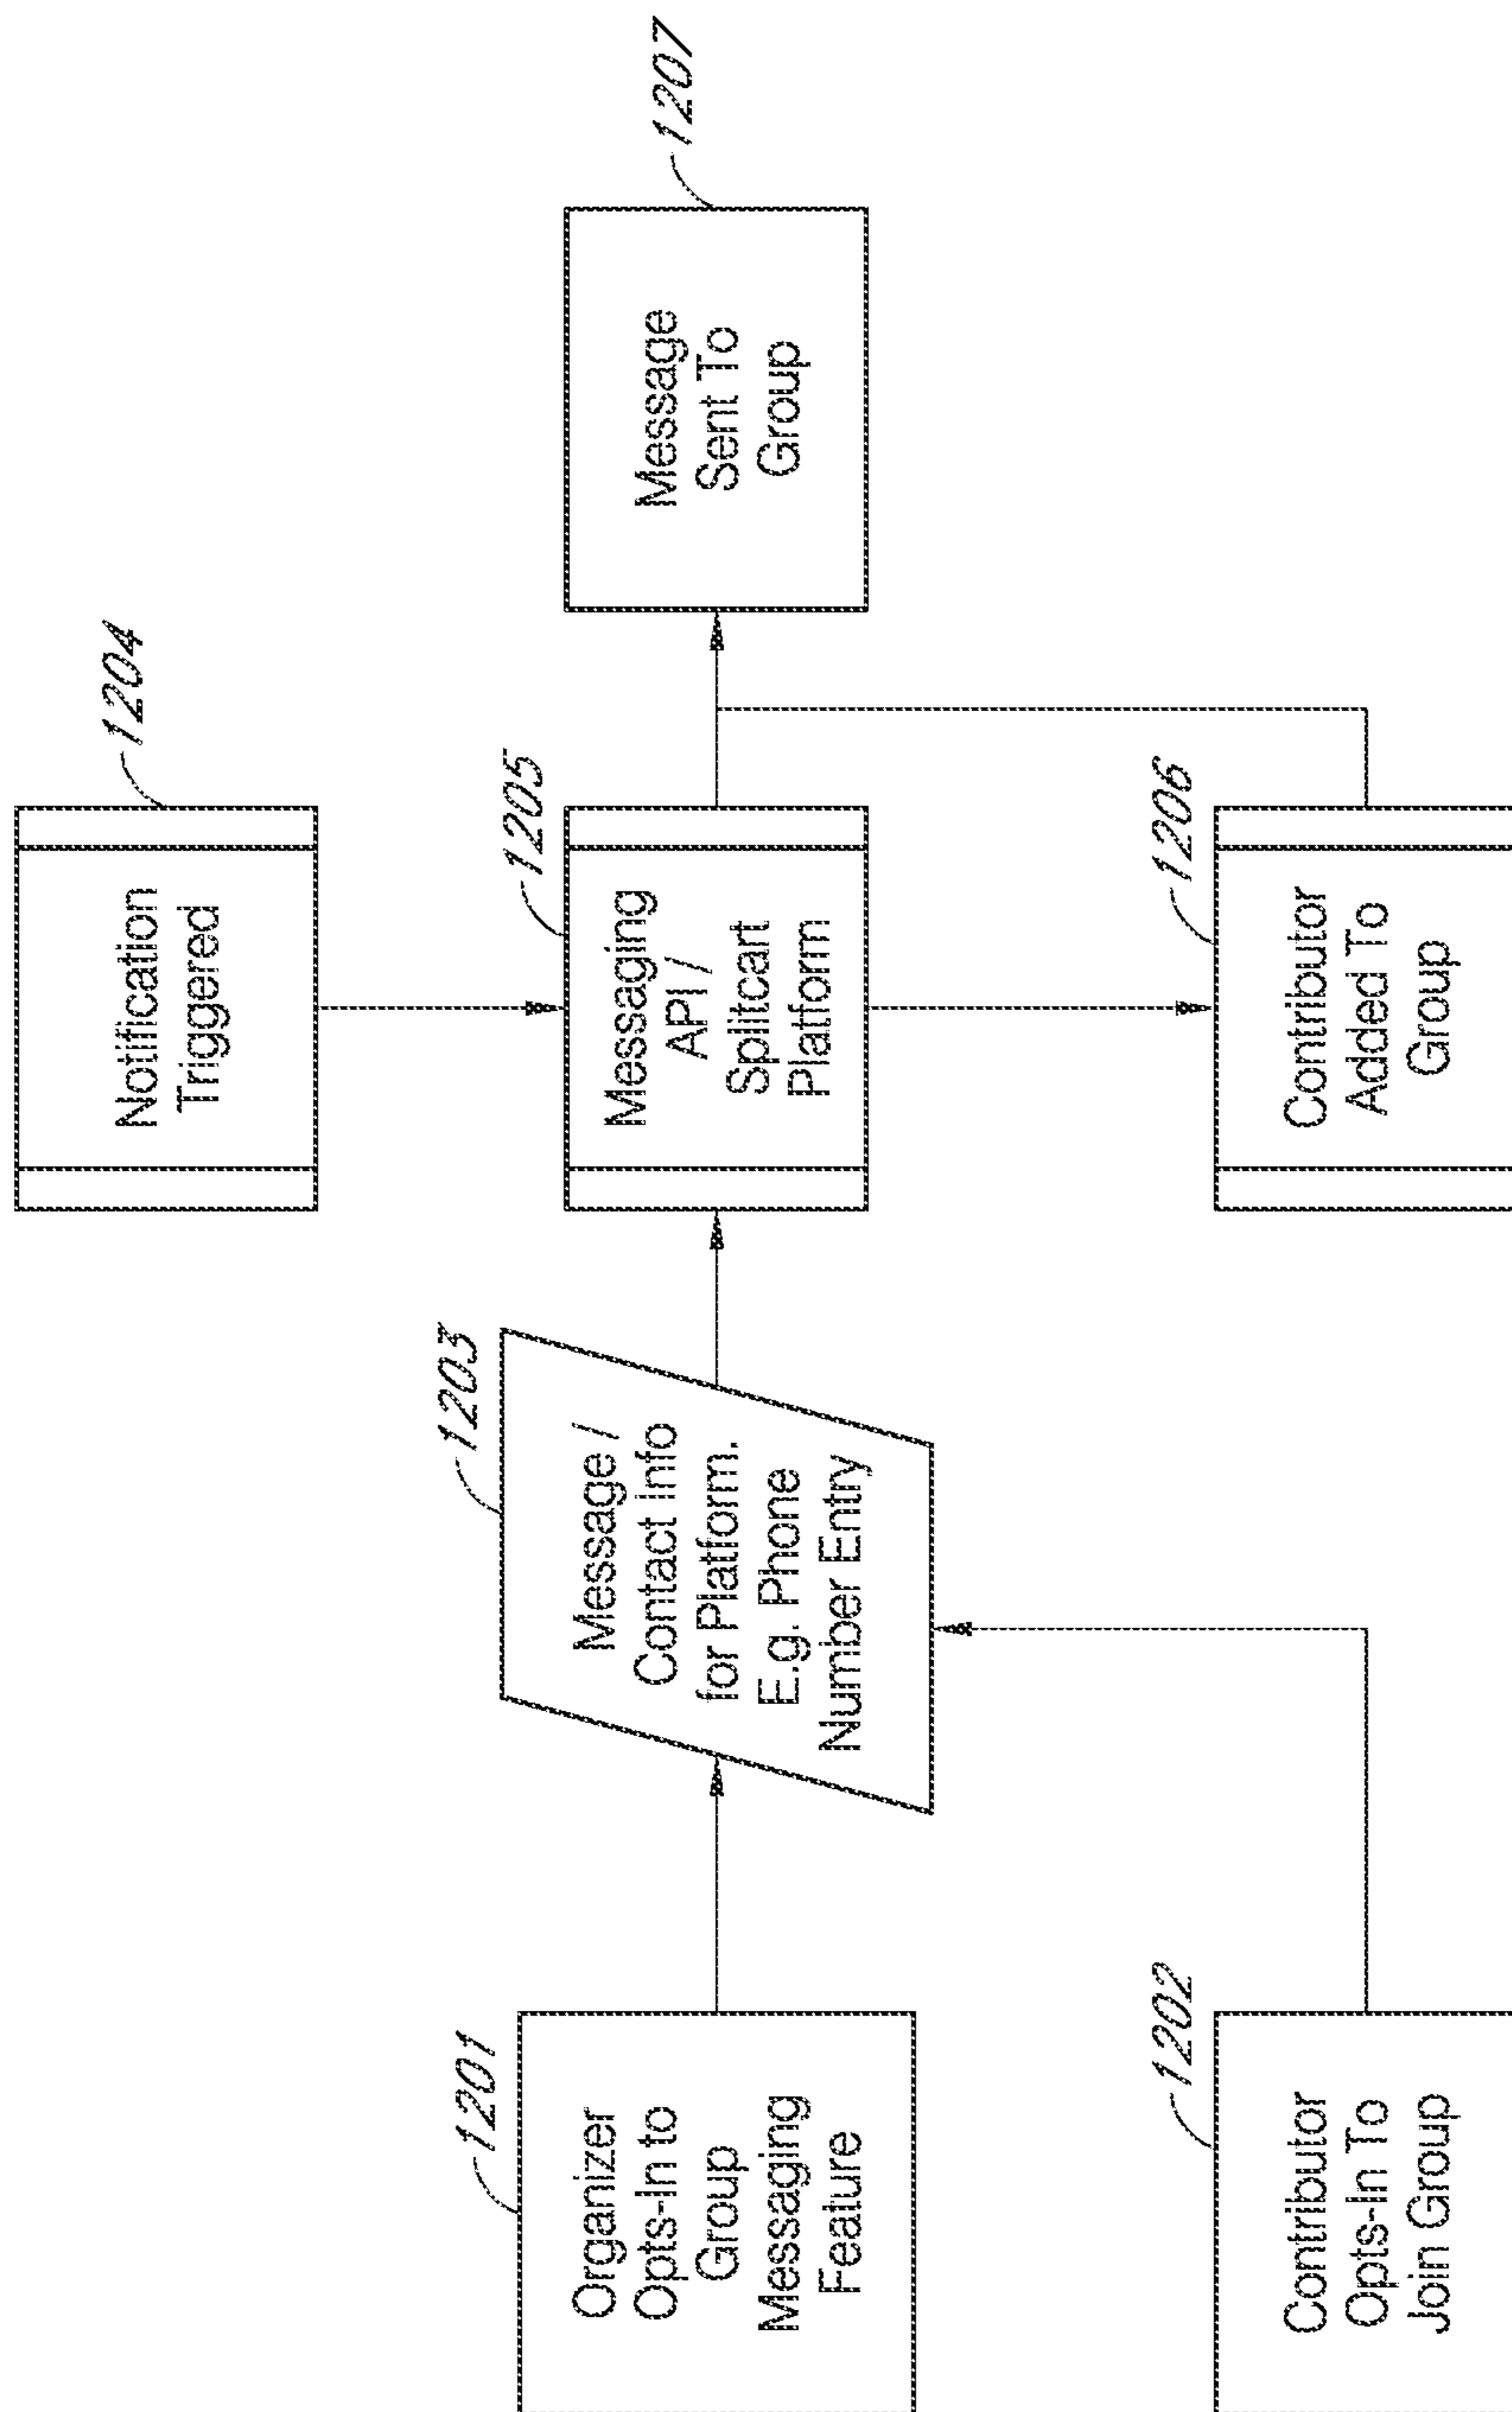 1201
Organizer
Opts-In to
Group
Messaging
Feature
1202
Contributor
Opts-In To
Join Group
1203
Message /
Contact Info
for Platform.
E.g. Phone
Number Entry
1204
Notification
Triggered
1205
Messaging
API /
Splitcart
Platform
1206
Contributor
Added To
Group
1207
Message
Sent To
Group